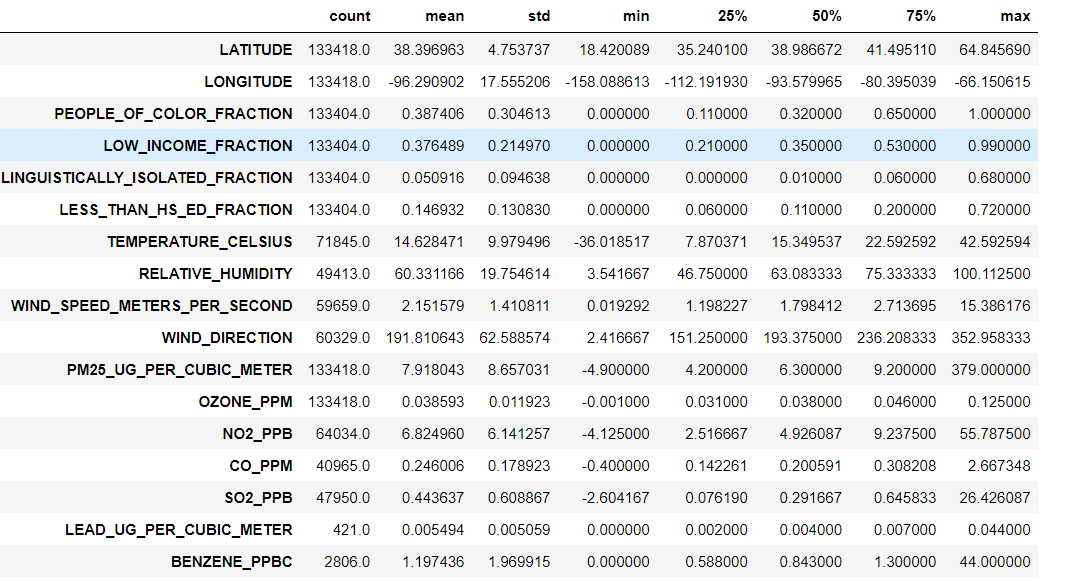 count mean std min 25% 50% 75% max
LATITUDE 133418.0 38.396963 4.753737 18.420089 35.240100 38.986672 41.495110 64.845690
LONGITUDE 133418.0 -96.290902 17.555206 -158.088613 -112.191930 -93.579965 -80.395039 -66.150615
PEOPLE_OF_COLOR_FRACTION 133404.0 0.387406 0.304613 0.000000 0.110000 0.320000 0.650000 1.000000
LOW_INCOME_FRACTION 133404.0 0.376489 0.214970 0.000000 0.210000 0.350000 0.530000 0.990000
LINGUISTICALLY_ISOLATED_FRACTION 133404.0 0.050916 0.094638 0.000000 0.000000 0.010000 0.060000 0.680000
LESS_THAN_HS_ED_FRACTION 133404.0 0.146932 0.130830 0.000000 0.060000 0.110000 0.200000 0.720000
TEMPERATURE_CELSIUS 71845.0 14.628471 9.979496 -36.018517 7.870371 15.349537 22.592592 42.592594
RELATIVE_HUMIDITY 49413.0 60.331166 19.754614 3.541667 46.750000 63.083333 75.333333 100.112500
WIND_SPEED_METERS_PER_SECOND 59659.0 2.151579 1.410811 0.019292 1.198227 1.798412 2.713695 15.386176
WIND_DIRECTION 60329.0 191.810643 62.588574 2.416667 151.250000 193.375000 236.208333 352.958333
PM25_UG_PER_CUBIC_METER 133418.0 7.918043 8.657031 -4.900000 4.200000 6.300000 9.200000 379.000000
OZONE_PPM 133418.0 0.038593 0.011923 -0.001000 0.031000 0.038000 0.046000 0.125000
NO2_PPB 64034.0 6.824960 6.141257 -4.125000 2.516667 4.926087 9.237500 55.787500
CO_PPM 40965.0 0.246006 0.178923 -0.400000 0.142261 0.200591 0.308208 2.667348
SO2_PPB 47950.0 0.443637 0.608867 -2.604167 0.076190 0.291667 0.645833 26.426087
LEAD_UG_PER_CUBIC_METER 421.0 0.005494 0.005059 0.000000 0.002000 0.004000 0.007000 0.044000
BENZENE_PPBC 2806.0 1.197436 1.969915 0.000000 0.588000 0.843000 1.300000 44.000000